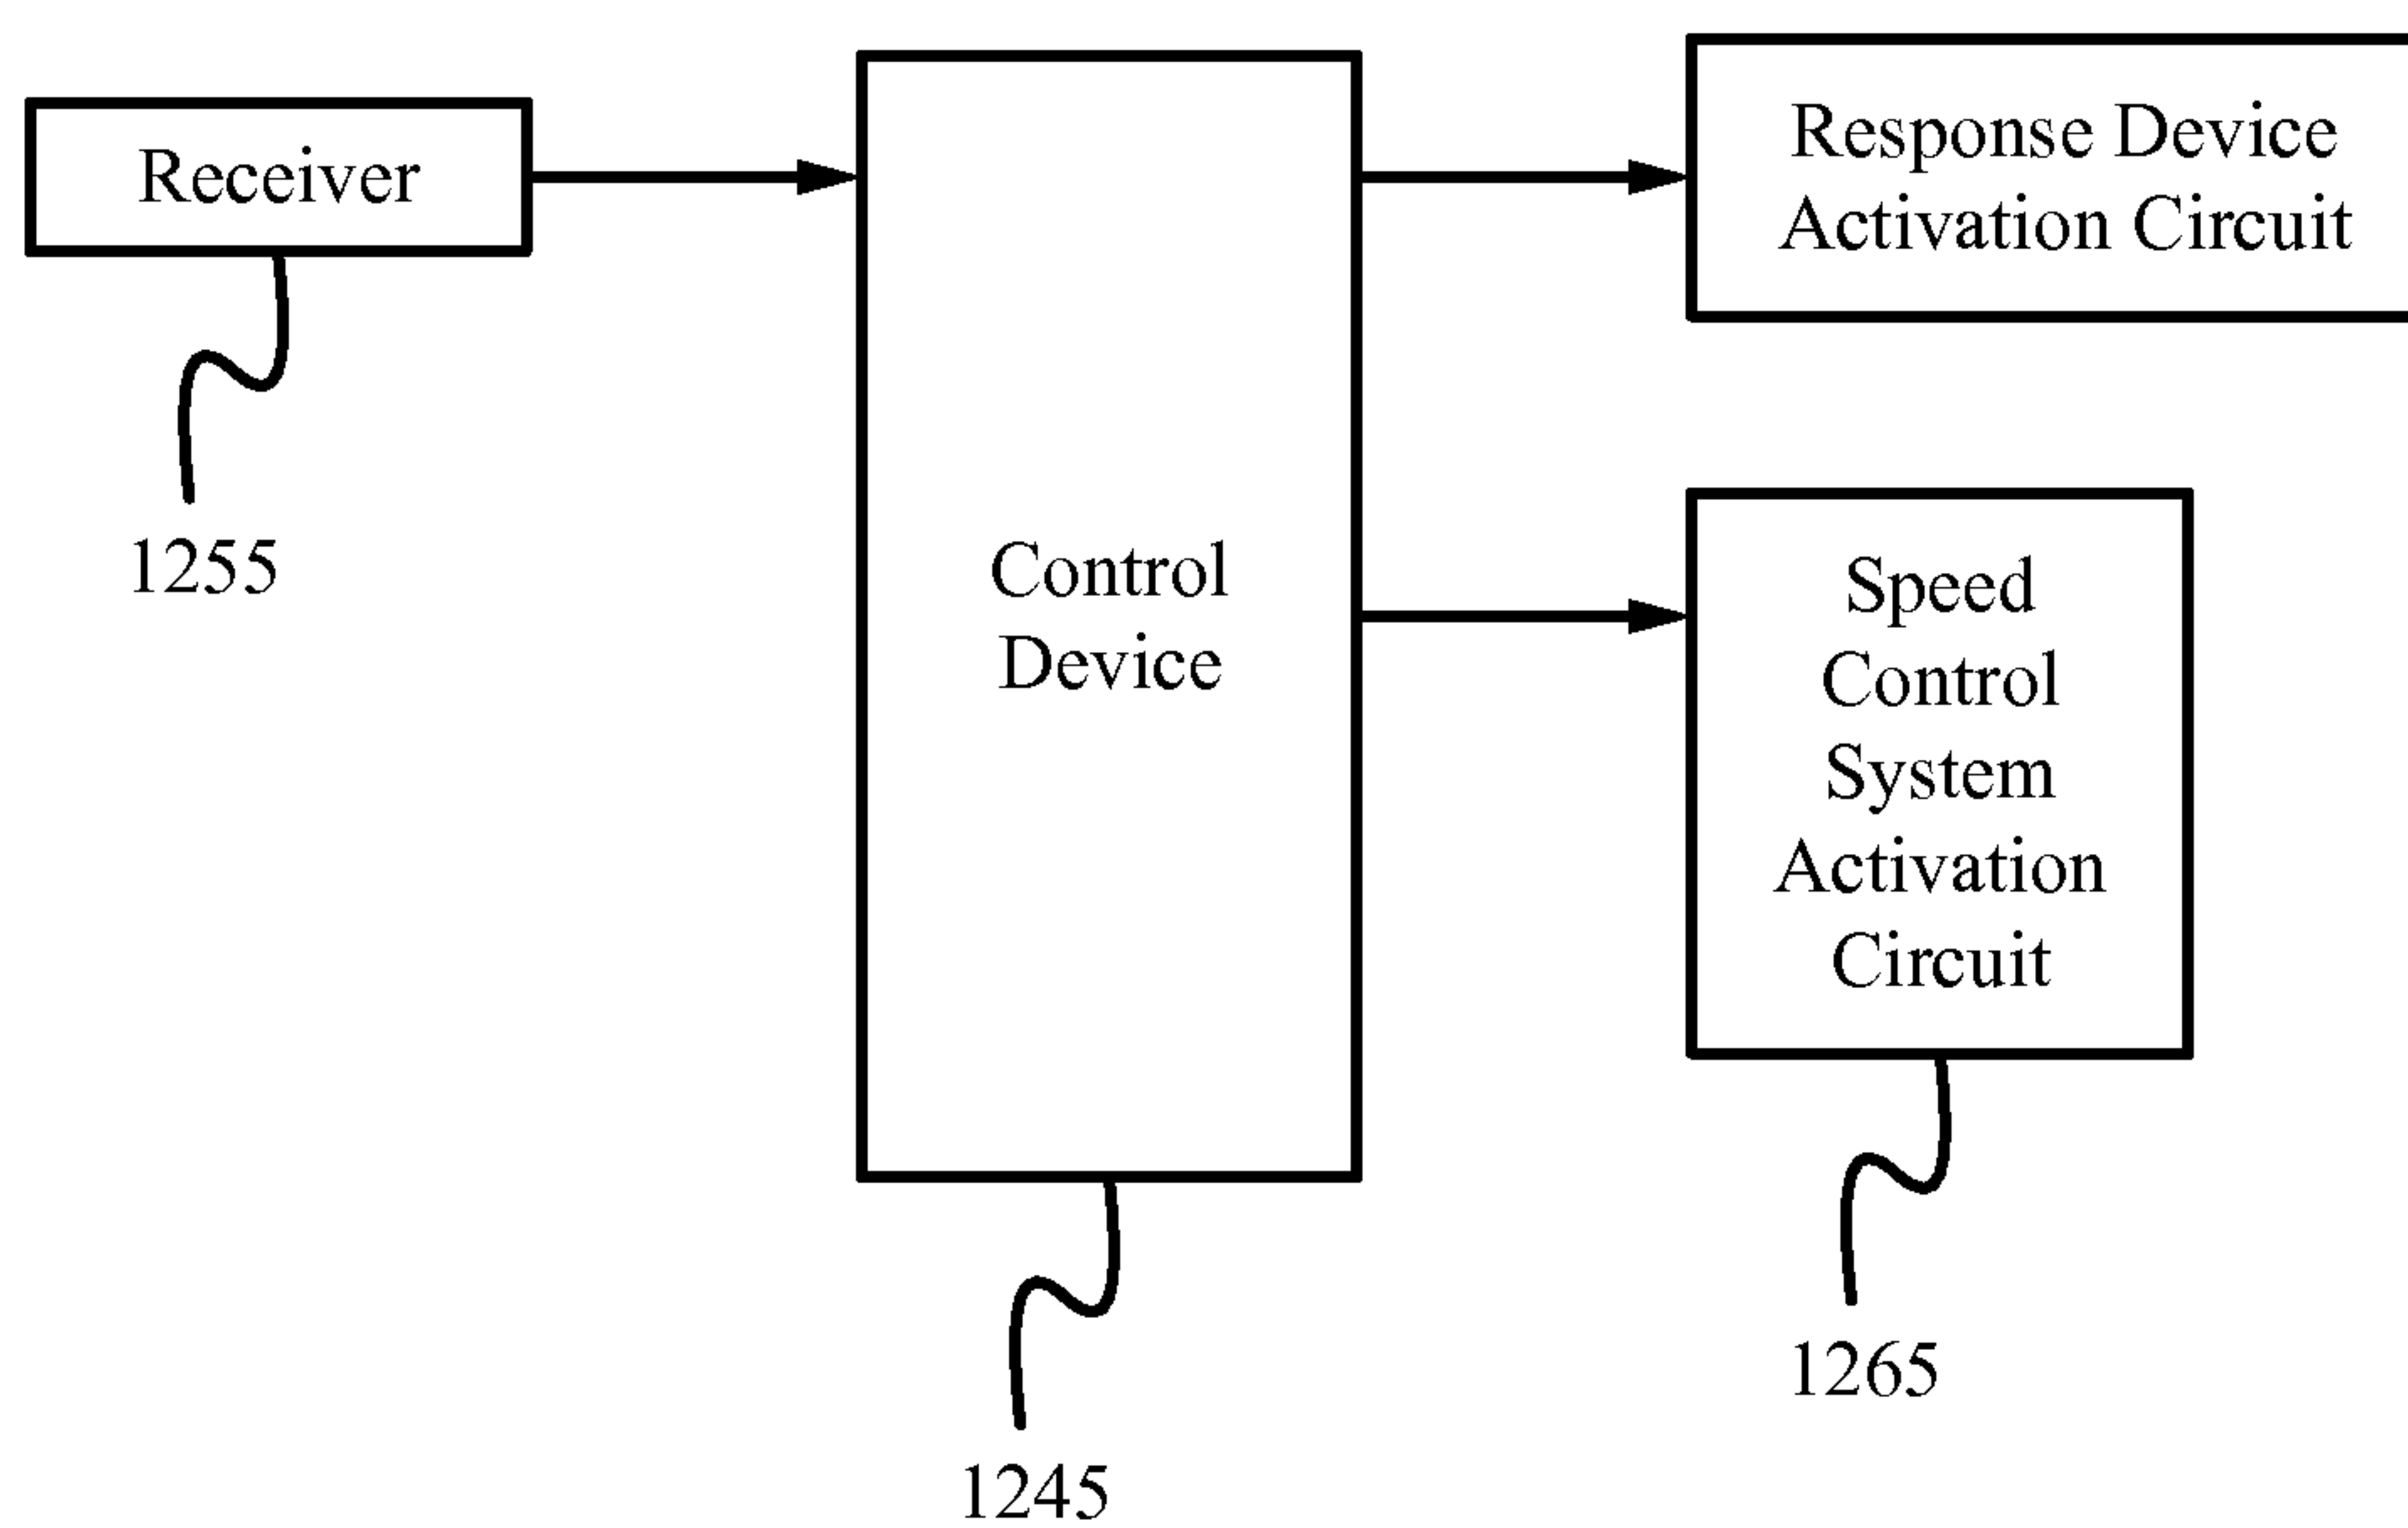 Receiver
1255
Control
Device
1245
Response Device
Activation Circuit
Speed
Control
System
Activation
Circuit
1265